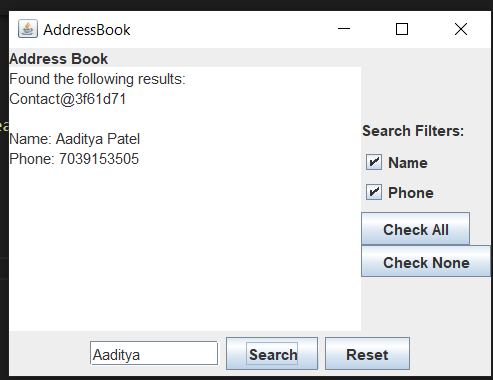 AddressBook
Address Book
Found the following results:
Contact@3f61d71
Name: Aaditya Patel
Phone: 7039153505
Search Filters:
Name
Phone
Check All
Check None
Aaditya
Search
Reset